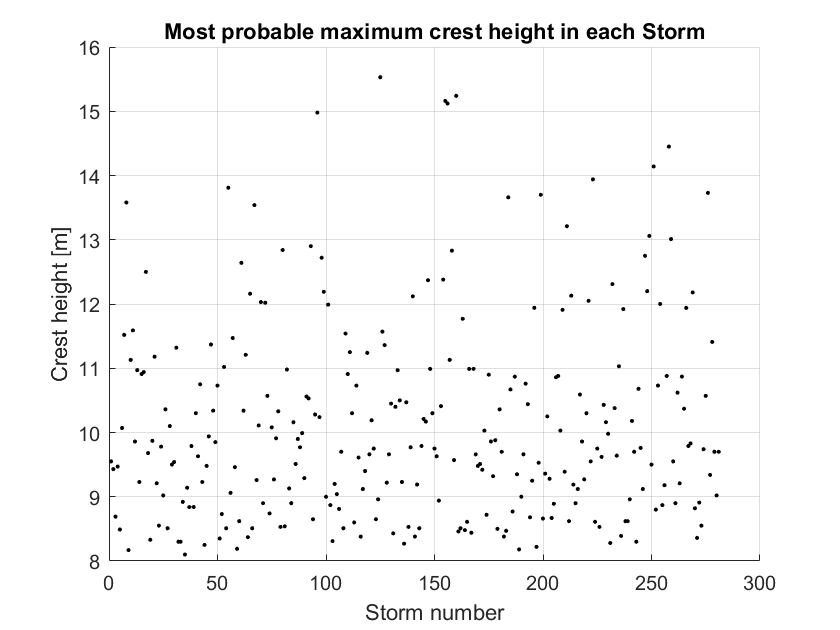 Most probable maximum crest height in each Storm
16
15
14
13
12
11
10
9
8
Crest height [m]
0 50 100 150 200 250 300
Storm number